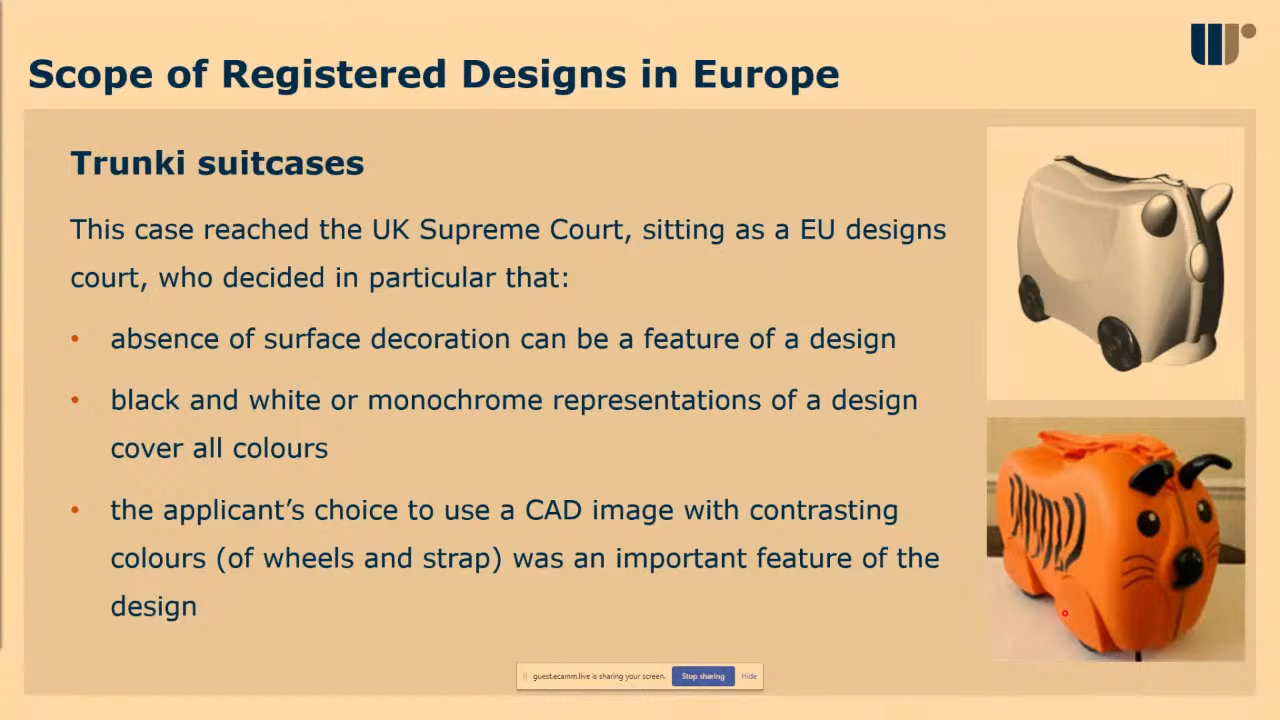 Scope of Registered Designs in Europe
Trunki suitcases
This case reached the UK Supreme Court, sitting as a EU designs
court, who decided in particular that:
• absence of surface decoration can be a feature of a design
• black and white or monochrome representations of a design
cover all colours
• the applicant’s choice to use a CAD image with contrasting
colours (of wheels and strap) was an important feature of the
design
guest.ecamm.live is sharing your screen. Stop sharing Hide